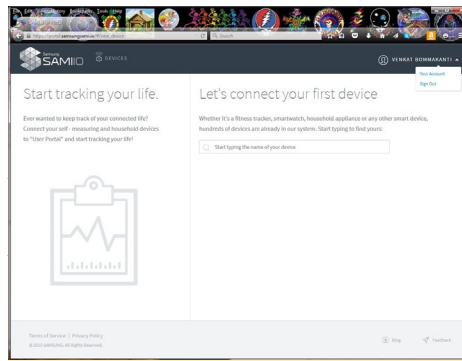 File Edit View History Bookmarks Tools Help
Search
Samsung
SAMIIO
DEVICES
VENKAT BOMMAKANTI
Your Account
Sign Out
Start tracking your life.
Ever wanted to keep track of your connected life?
Connect your self - measuring and household devices
to "User Portal" and start tracking your life!
Let's connect your first device
Whether it's a fitness tracker, smartwatch, household appliance or any other smart device,
hundreds of devices are already in our system. Start typing to find yours:
Start typing the name of your device
Terms of Service | Privacy Policy
© 2015 SAMSUNG, All Rights Reserved.
Blog
Feedback